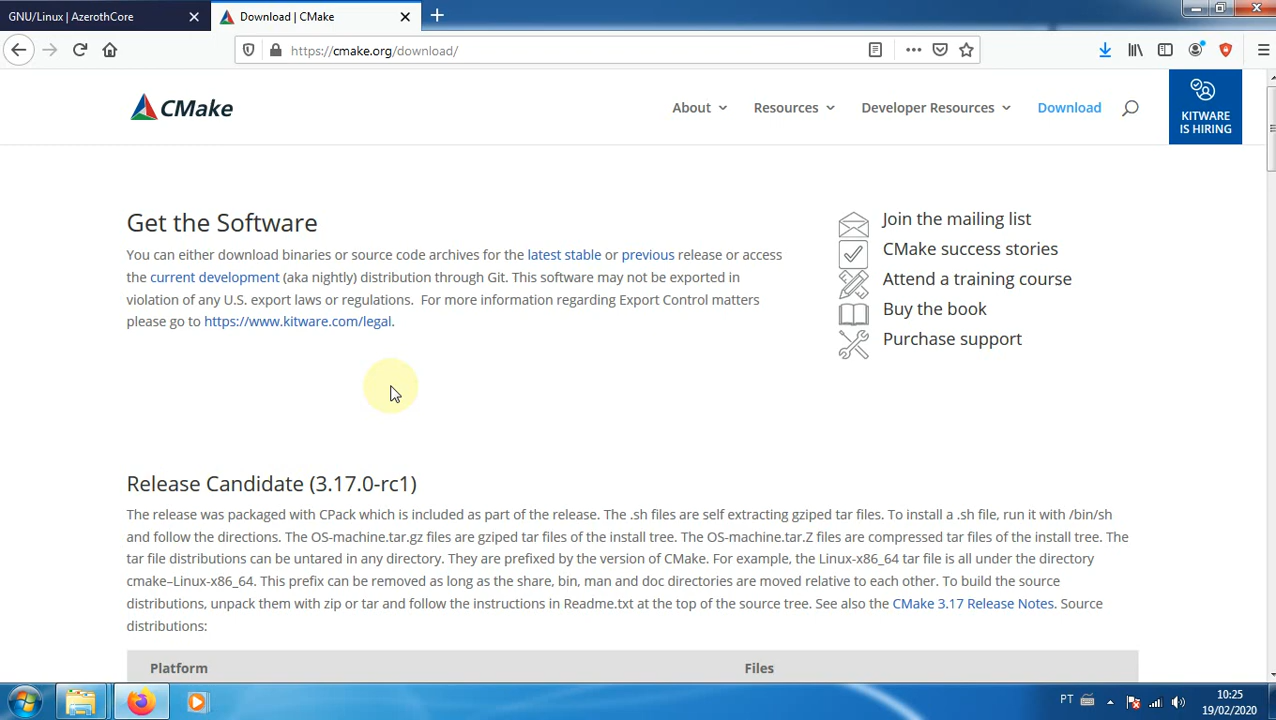 GNU/Linux | AzerothCore
Download | CMake
https://cmake.org/download/
CMake
About
Resources
Developer Resources
Download
KITWARE
IS HIRING
Get the Software
You can either download binaries or source code archives for the latest stable or previous release or access
the current development (aka nightly) distribution through Git. This software may not be exported in
violation of any U.S. export laws or regulations. For more information regarding Export Control matters
please go to https://www.kitware.com/legal.
Join the mailing list
CMake success stories
Attend a training course
Buy the book
Purchase support
Release Candidate (3.17.0-rc1)
The release was packaged with CPack which is included as part of the release. The .sh files are self extracting gziped tar files. To install a .sh file, run it with /bin/sh
and follow the directions. The OS-machine.tar.gz files are gziped tar files of the install tree. The OS-machine.tar.Z files are compressed tar files of the install tree. The
tar file distributions can be untared in any directory. They are prefixed by the version of CMake. For example, the Linux-x86_64 tar file is all under the directory
cmake–Linux-x86_64. This prefix can be removed as long as the share, bin, man and doc directories are moved relative to each other. To build the source
distributions, unpack them with zip or tar and follow the instructions in Readme.txt at the top of the source tree. See also the CMake 3.17 Release Notes. Source
distributions:
Platform
Files
PT
10:25
19/02/2020